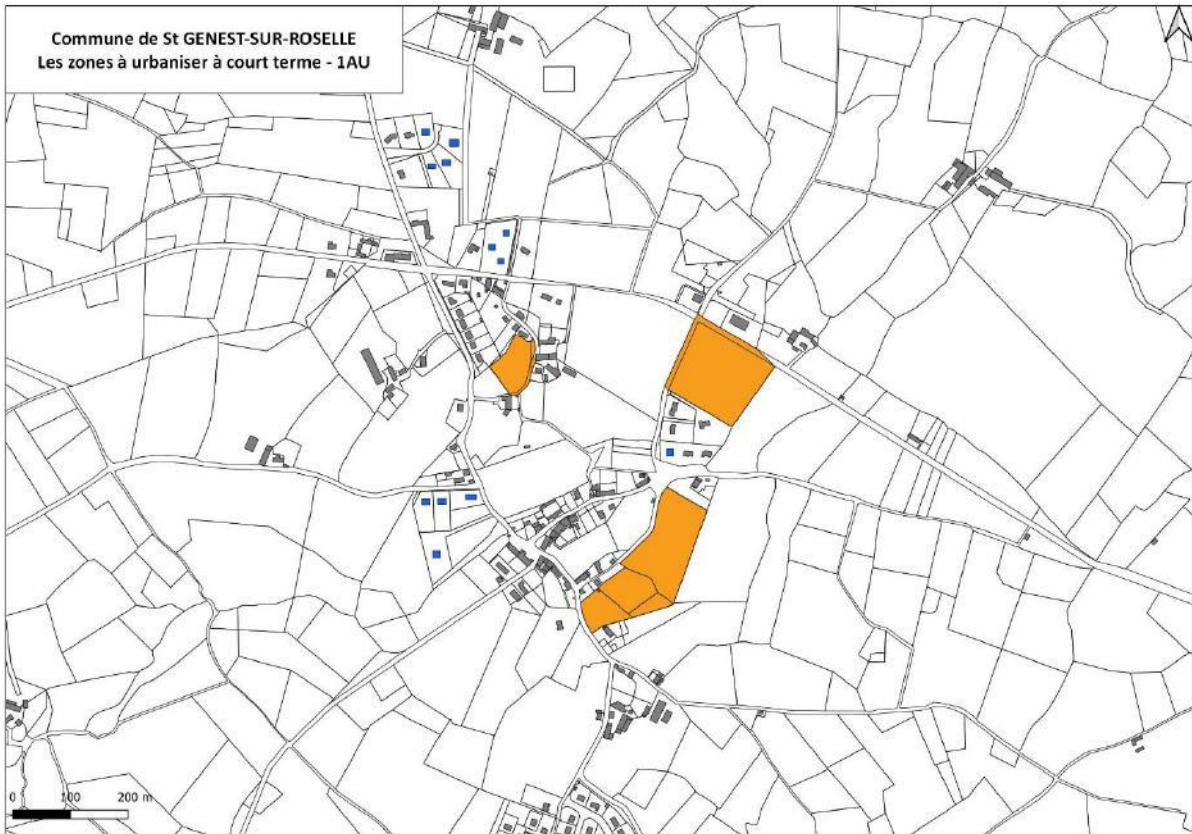 Commune de St GENEST-SUR-ROSELLE
Les zones à urbaniser à court terme - 1AU
0 100 200 m